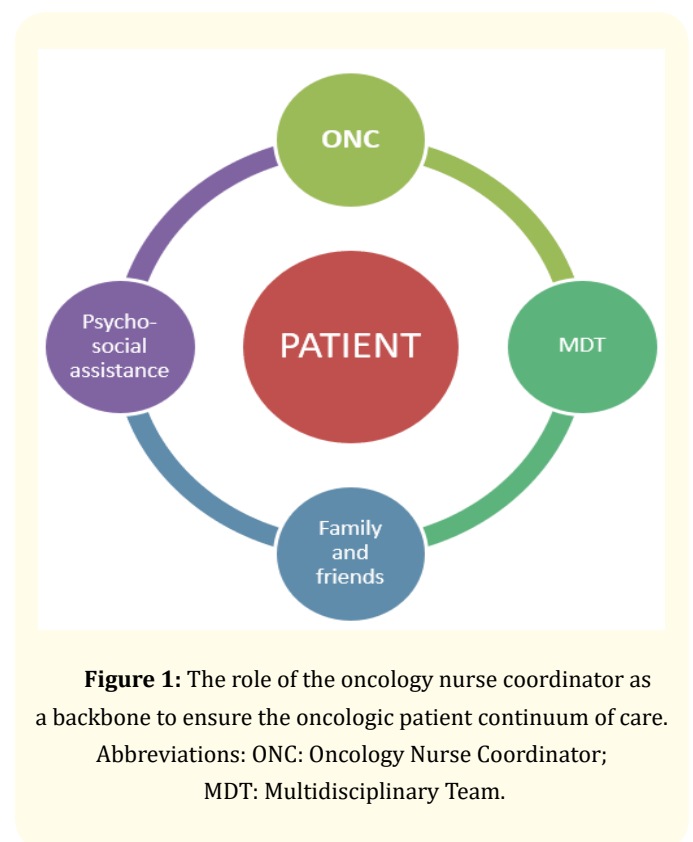 ONC
Psycho-
social
assistance
PATIENT
MDT
Family
and
friends
Figure 1: The role of the oncology nurse coordinator as
a backbone to ensure the oncologic patient continuum of care.
Abbreviations: ONC: Oncology Nurse Coordinator;
MDT: Multidisciplinary Team.